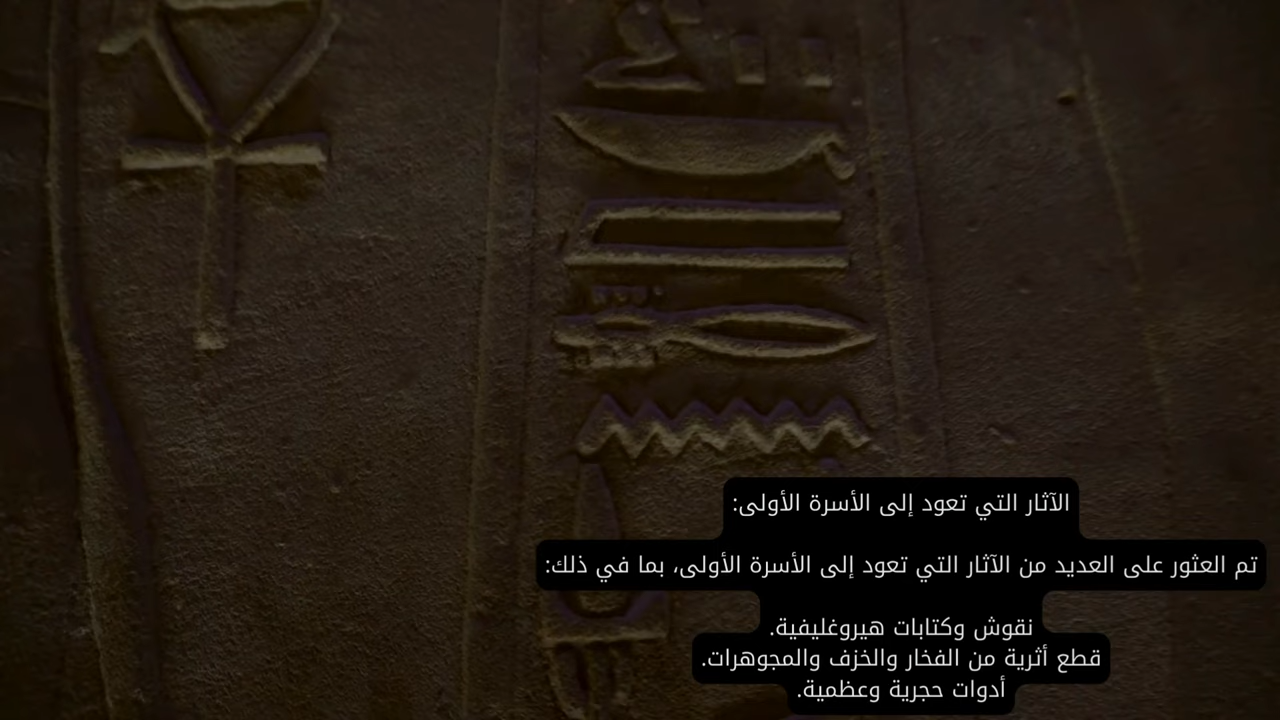 الآثار التي تعود إلى الأسرة الأولى:
تم العثور على العديد من الآثار التي تعود إلى الأسرة الأولى، بما في ذلك:
نقوش وكتابات هيروغليفية.
قطع أثرية من الفخار والخزف والمجوهرات.
أدوات حجرية وعظمية.